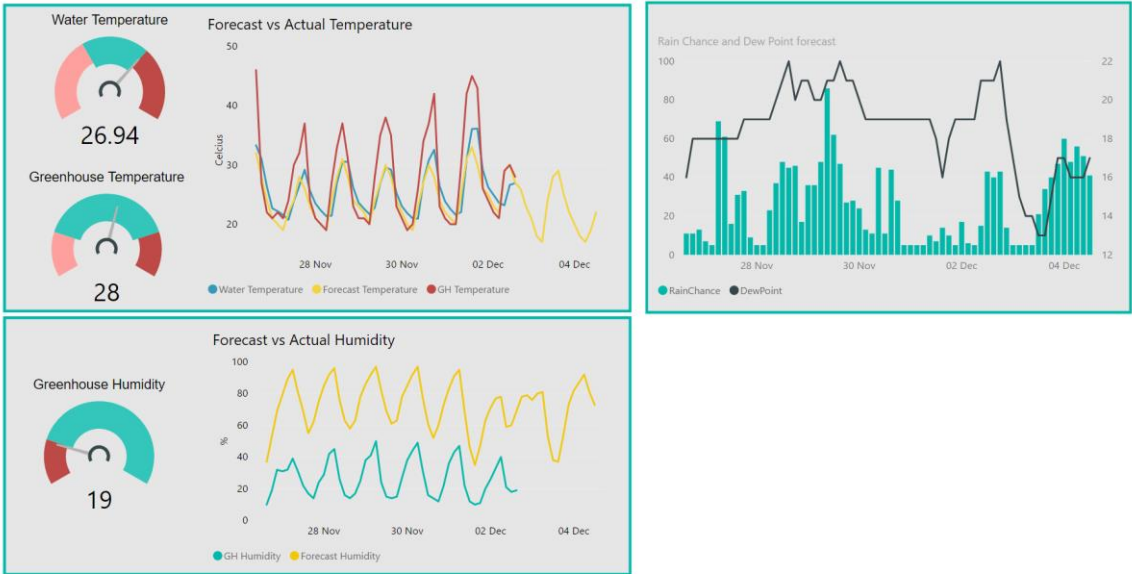 Water Temperature
26.94
Greenhouse Temperature
28
Forecast vs Actual Temperature
50
40
30
20
Celcius
28 Nov 30 Nov 02 Dec 04 Dec
Water Temperature Forecast Temperature GH Temperature
Rain Chance and Dew Point forecast
100 22
80 20
60 18
40 16
20 14
0 12
28 Nov 30 Nov 02 Dec 04 Dec
RainChance DewPoint
Greenhouse Humidity
19
Forecast vs Actual Humidity
100
80
60
40
20
0
%
28 Nov 30 Nov 02 Dec 04 Dec
GH Humidity Forecast Humidity